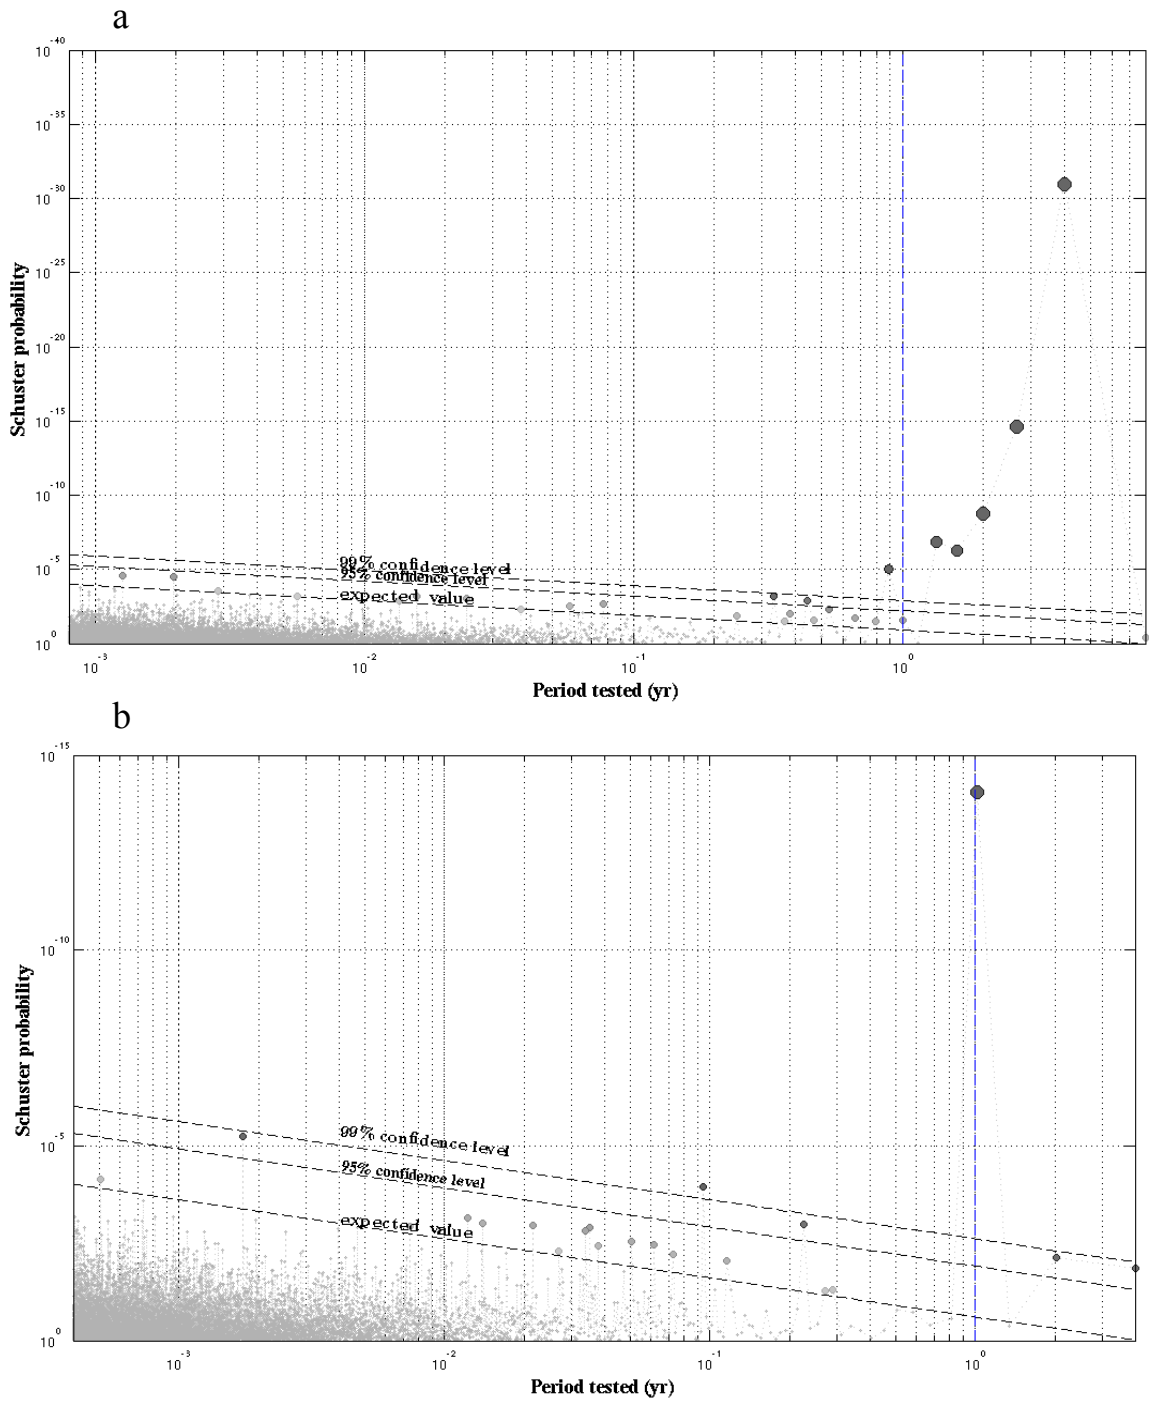 a
10^-40
10^-35
10^-30
10^-25
10^-20
10^-15
10^-10
10^-5
10^0
Schuster probability
99% confidence level
95% confidence level
expected value
10^-3 10^-2 10^-1 10^0
Period tested (yr)
b
10^-15
10^-10
10^-5
10^0
Schuster probability
99% confidence level
95% confidence level
expected value
10^-3 10^-2 10^-1 10^0
Period tested (yr)